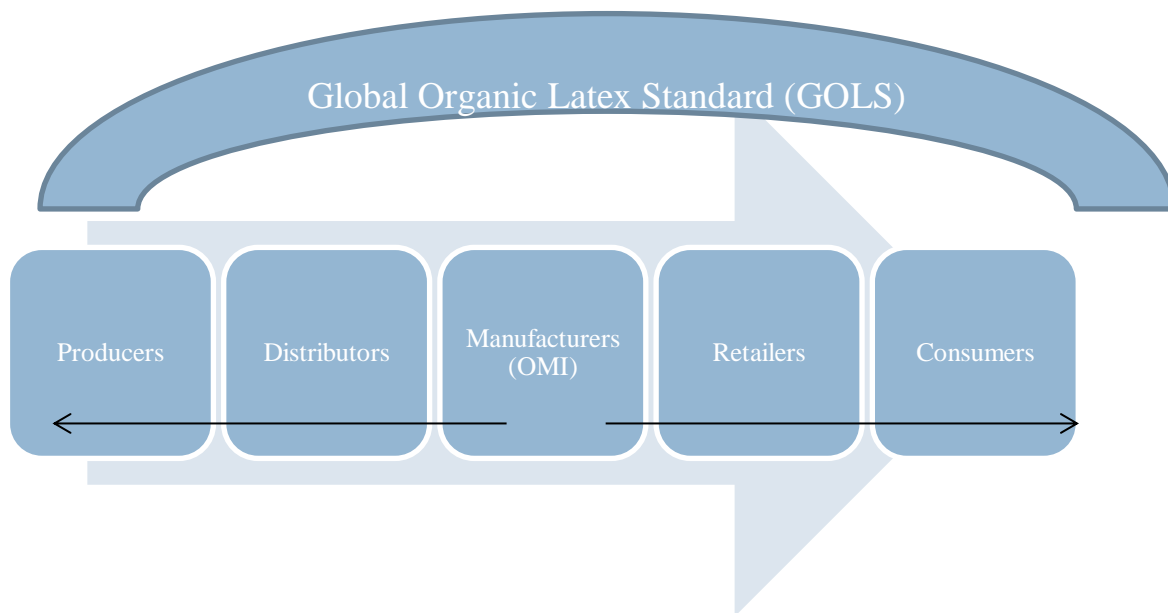 Global Organic Latex Standard (GOLS)
Producers
Distributors
Manufacturers
(OMI)
Retailers
Consumers